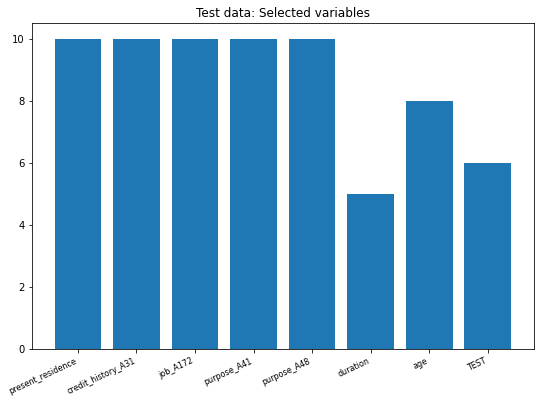 Test data: Selected variables
10
8
6
4
2
0
present_residence
credit_history_A31
job_A172
purpose_A41
purpose_A48
duration
age
TEST